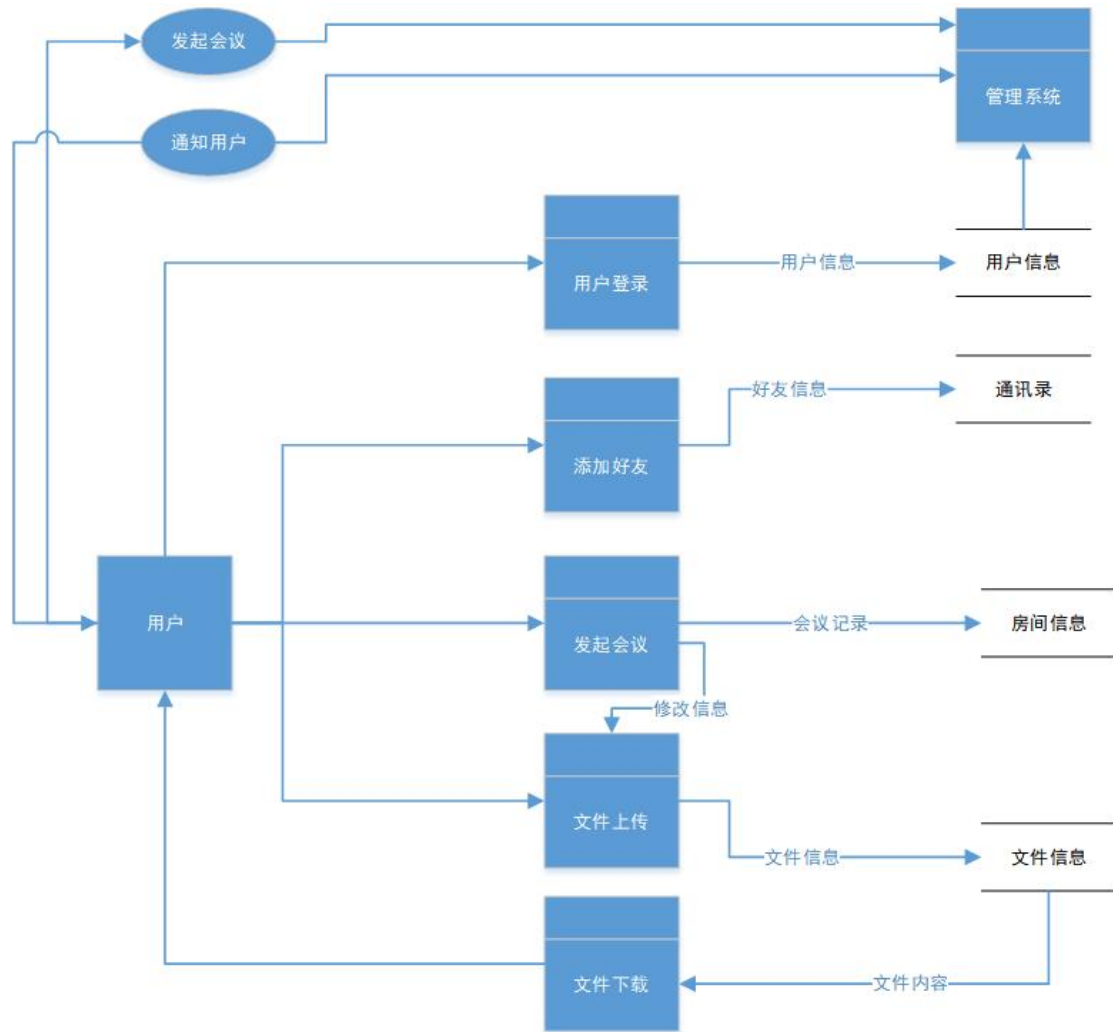 发起会议
管理系统
通知用户
用户登录
用户信息
用户信息
好友信息
通讯录
添加好友
用户
发起会议
会议记录
房间信息
修改信息
文件上传
文件信息
文件信息
文件下载
文件内容